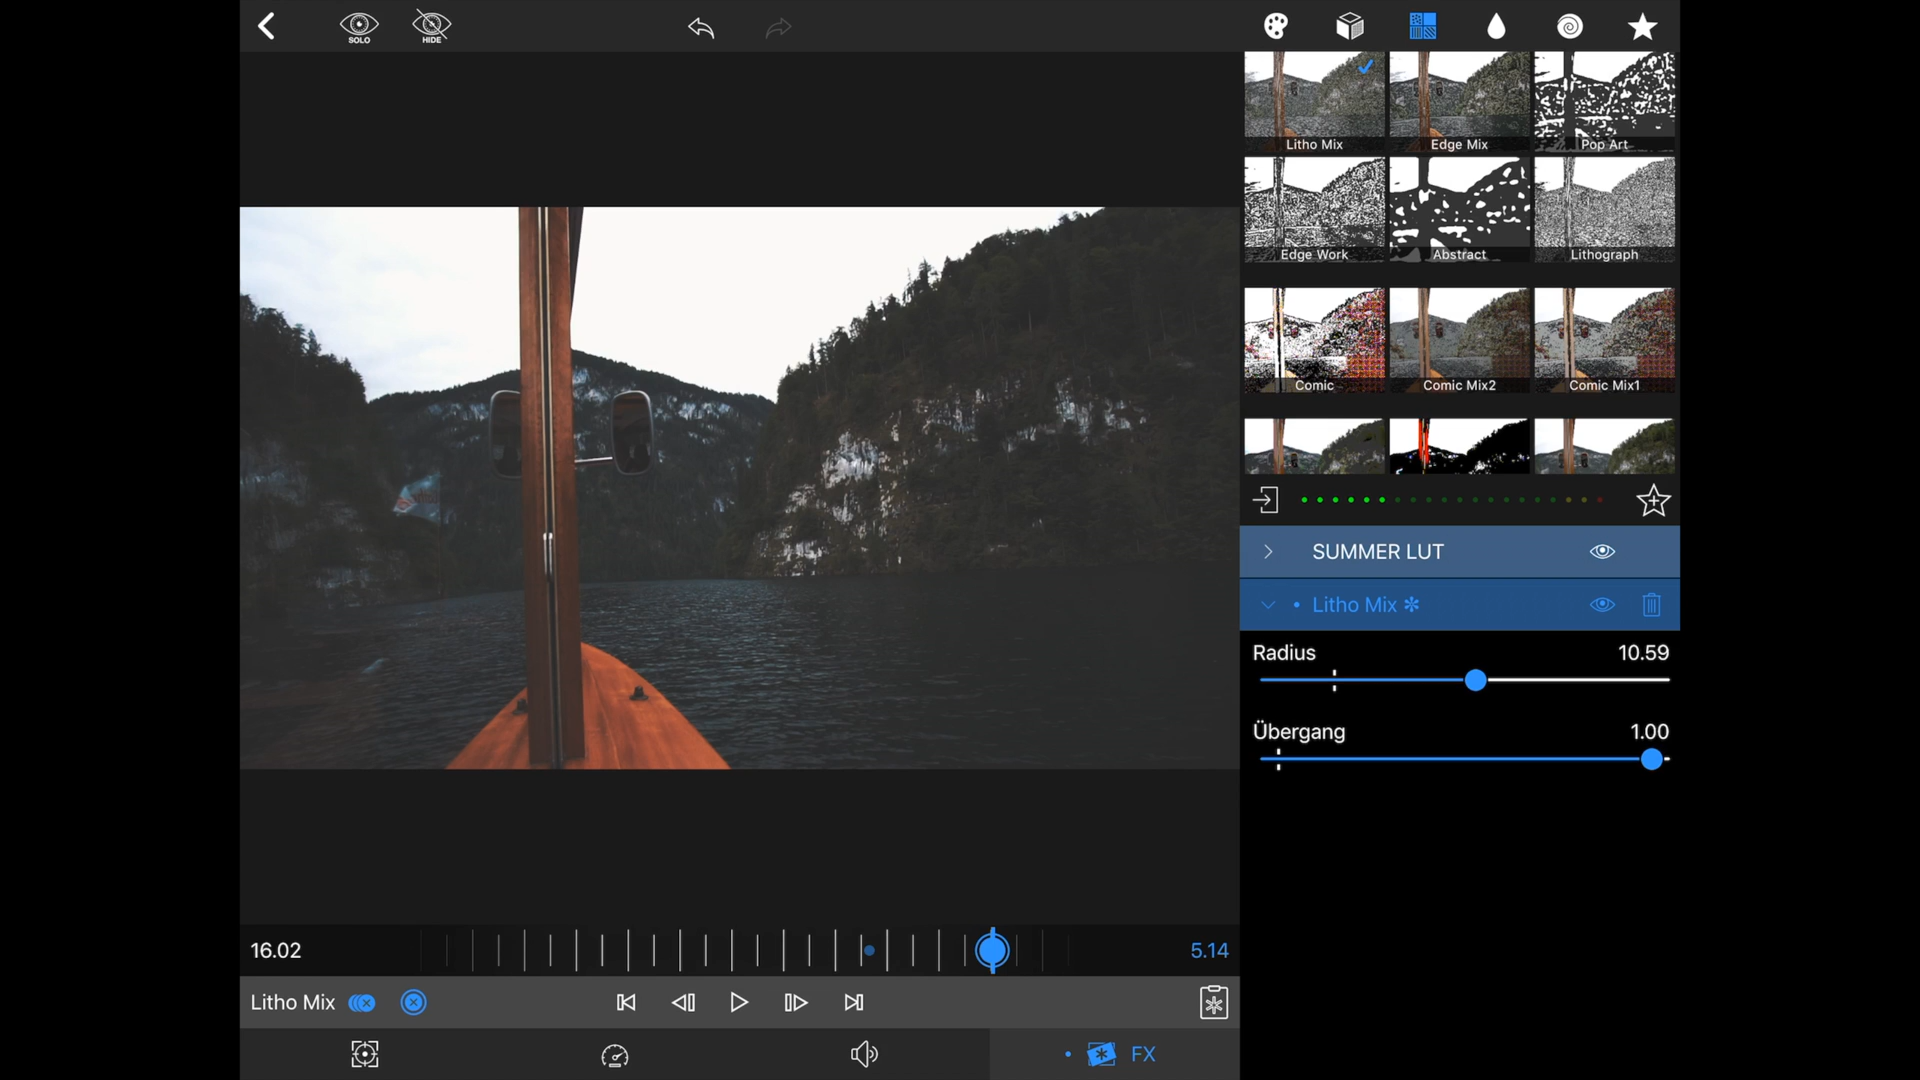 SOLO
HIDE
Litho Mix
Edge Mix
Pop Art
Edge Work
Abstract
Lithograph
Comic
Comic Mix2
Comic Mix1
SUMMER LUT
Litho Mix ✻
Radius 10.59
Übergang 1.00
16.02
5.14
Litho Mix
FX